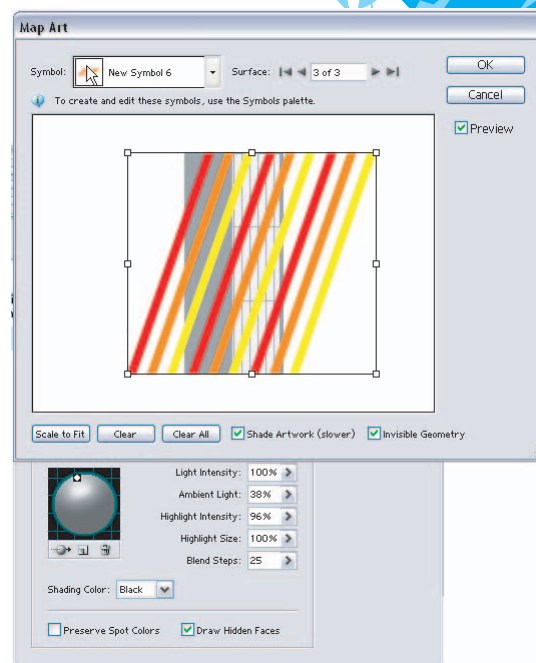 Map Art
Symbol: New Symbol 6 Surface: 3 of 3 OK
To create and edit these symbols, use the Symbols palette. Cancel
Preview
Scale to Fit Clear Clear All Shade Artwork (slower) Invisible Geometry
Light Intensity: 100%
Ambient Light: 38%
Highlight Intensity: 96%
Highlight Size: 100%
Blend Steps: 25
Shading Color: Black
Preserve Spot Colors Draw Hidden Faces